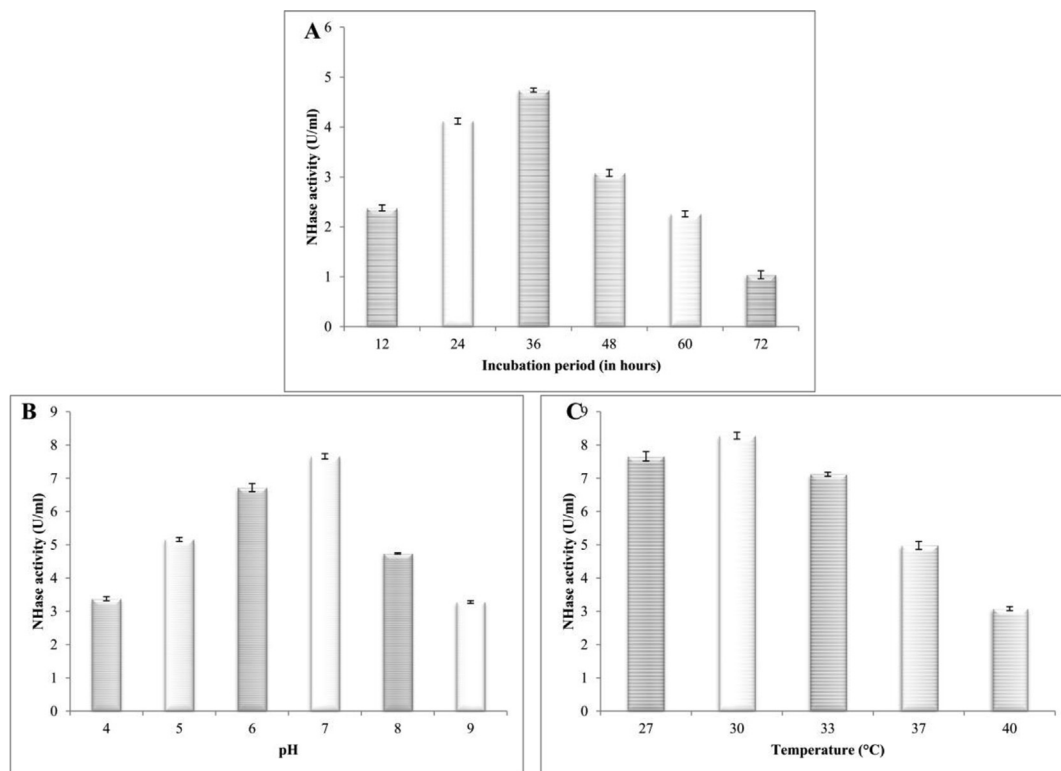 A
6
5
4
3
2
1
0
NHase activity (U/ml)
12 24 36 48 60 72
Incubation period (in hours)
B
9
8
7
6
5
4
3
2
1
0
NHase activity (U/ml)
4 5 6 7 8 9
pH
C
9
8
7
6
5
4
3
2
1
0
NHase activity (U/ml)
27 30 33 37 40
Temperature (°C)